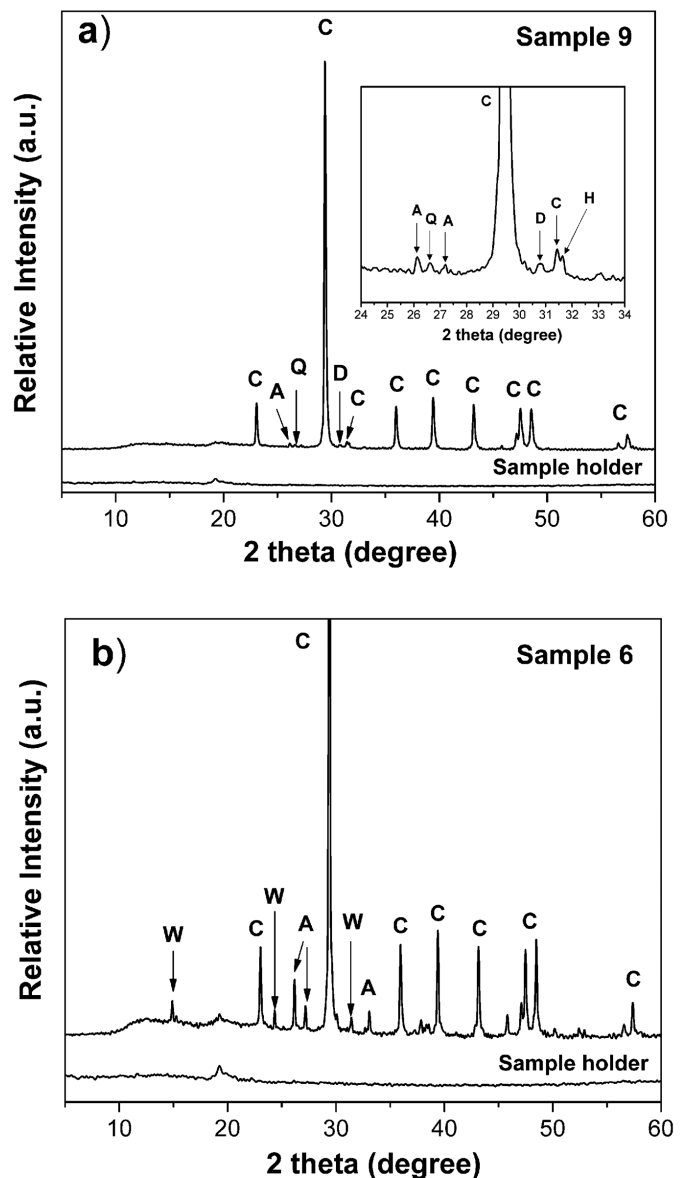 a)
C
Sample 9
C
A
Q
A
D
C
H
24 25 26 27 28 29 30 31 32 33 34
2 theta (degree)
Relative Intensity (a.u.)
C
A
Q
D
C
C
C
C
C
C
C
Sample holder
10 20 30 40 50 60
2 theta (degree)
b)
C
Sample 6
Relative Intensity (a.u.)
W
C
W
A
W
A
C
C
C
C
C
Sample holder
10 20 30 40 50 60
2 theta (degree)